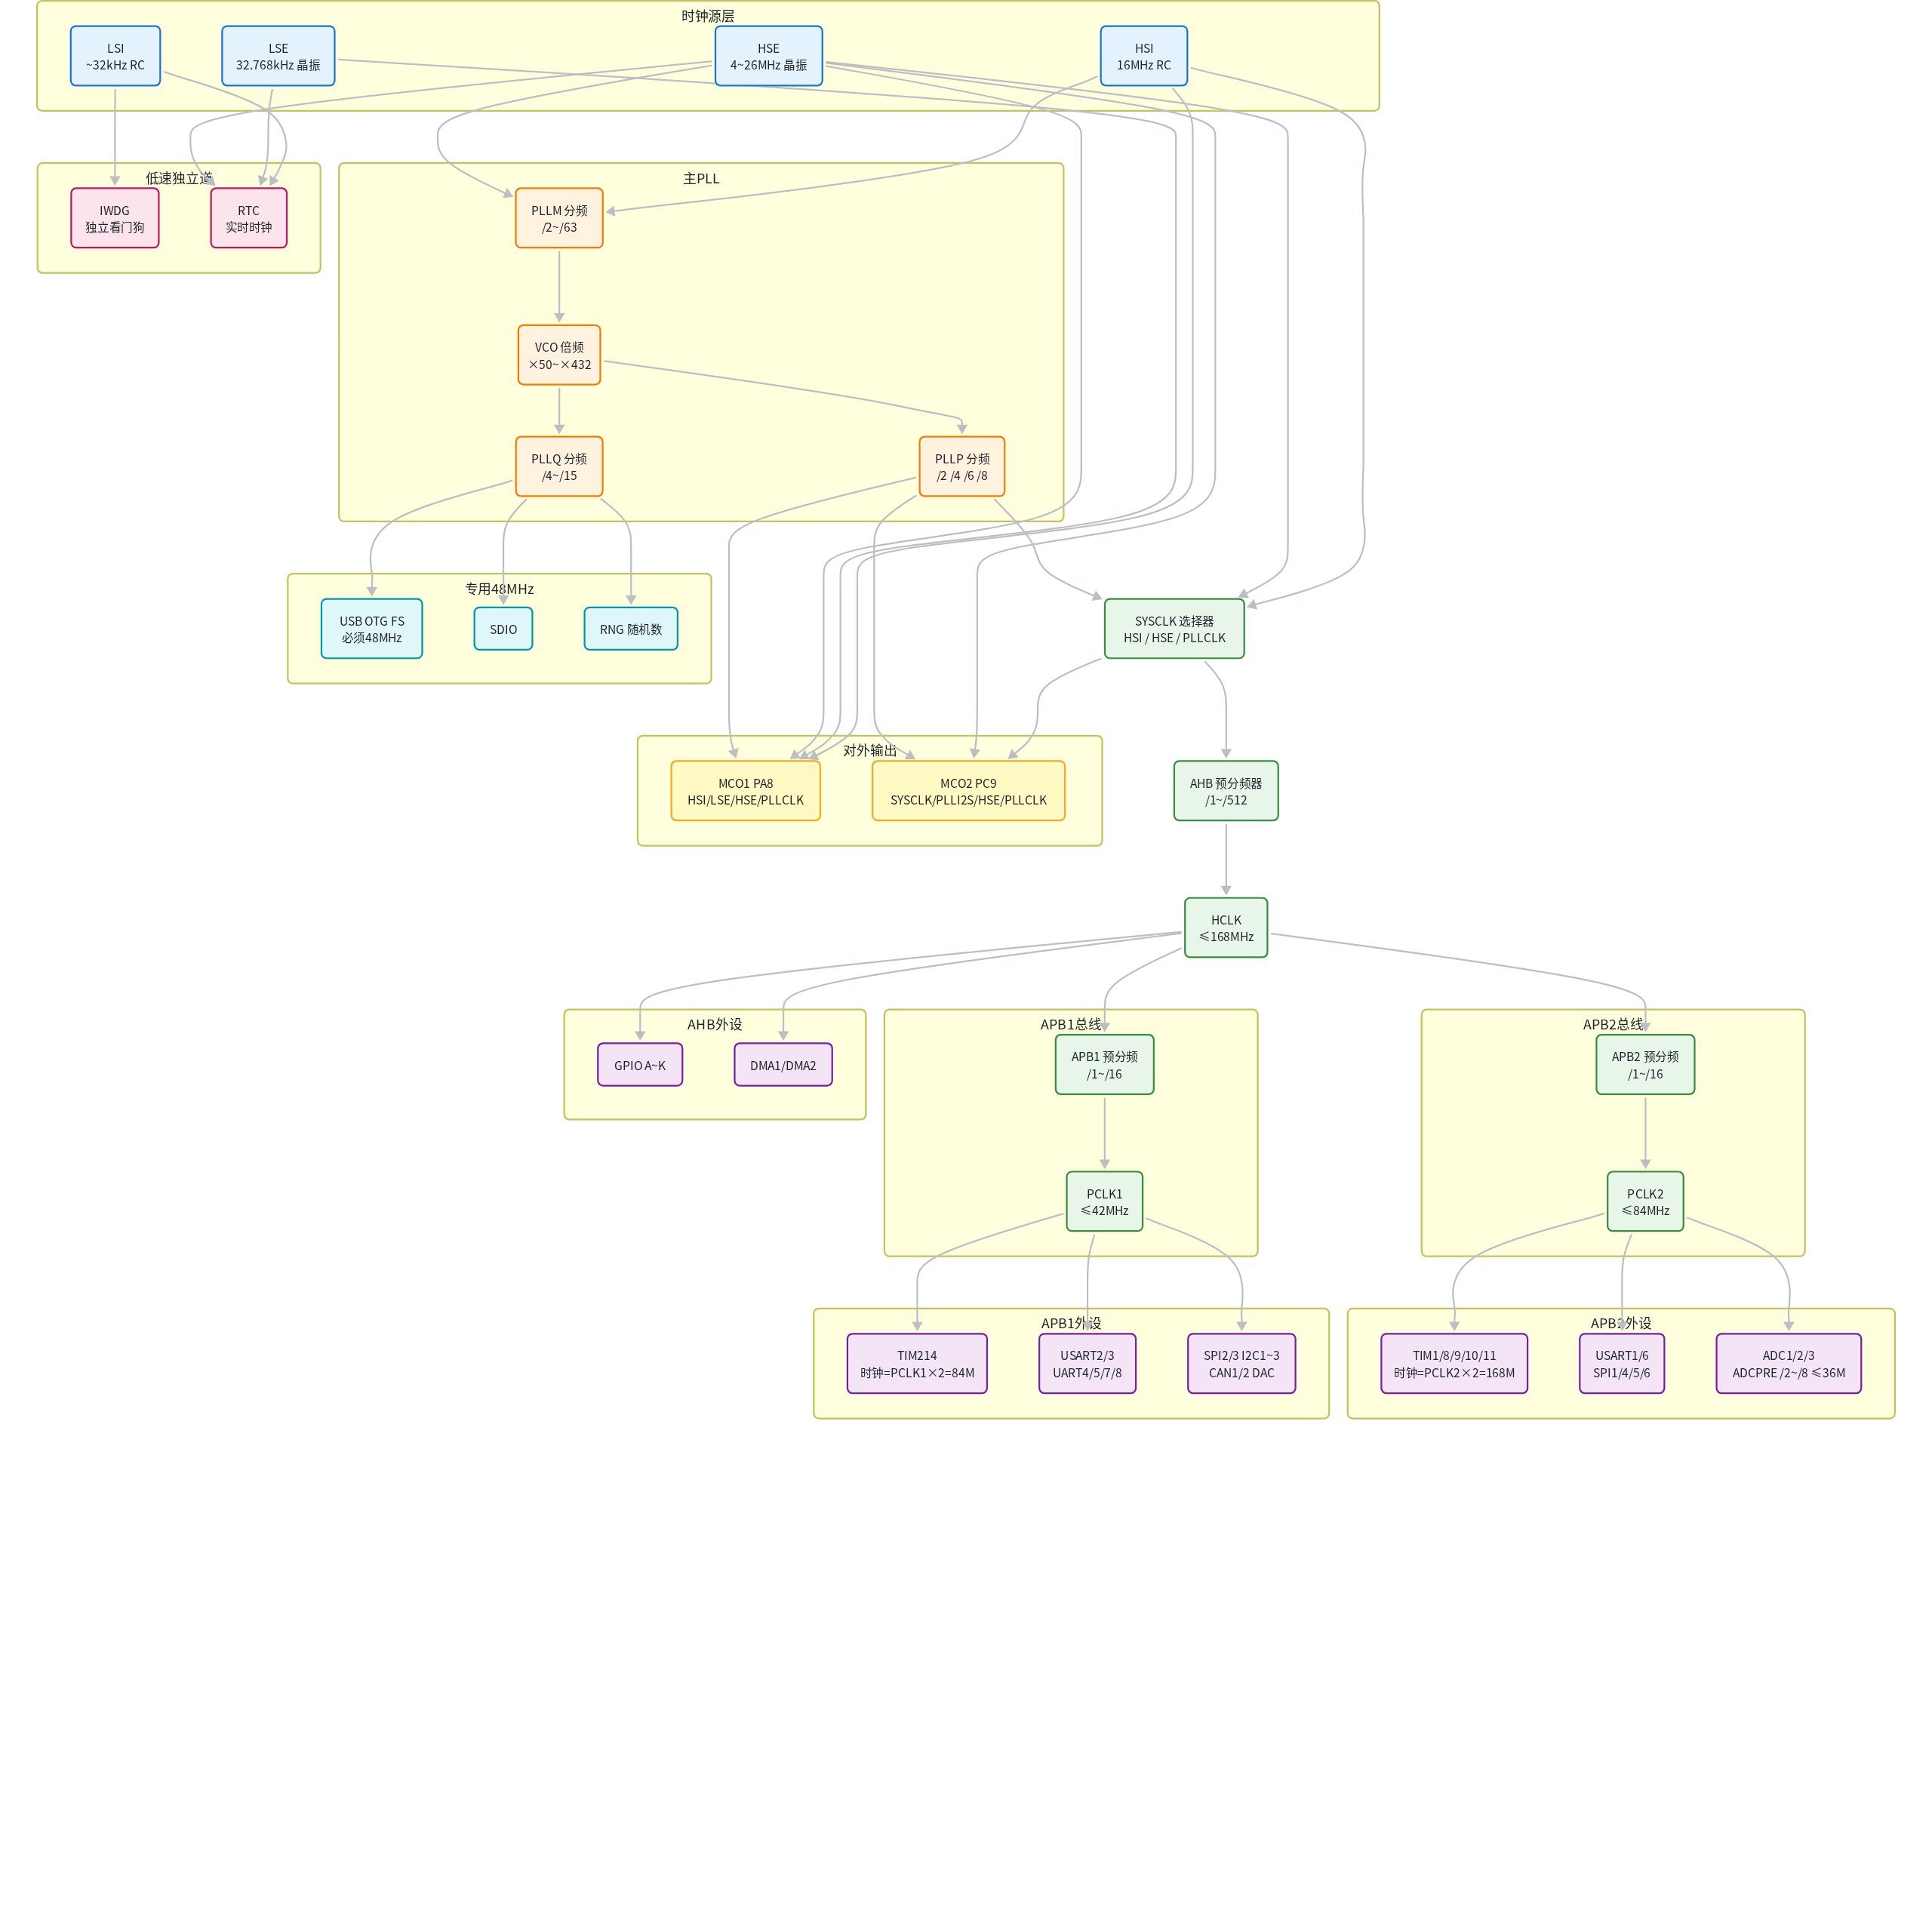 时钟源层
LSI
~32kHz RC
LSE
32.768kHz 晶振
HSE
4~26MHz 晶振
HSI
16MHz RC
低速独立道
IWDG
独立看门狗
RTC
实时时钟
主PLL
PLLM 分频
/2~/63
VCO 倍频
×50~×432
PLLQ 分频
/4~/15
PLLP 分频
/2 /4 /6 /8
专用48MHz
USB OTG FS
必须48MHz
SDIO
RNG 随机数
SYSCLK 选择器
HSI / HSE / PLLCLK
对外输出
MCO1 PA8
HSI/LSE/HSE/PLLCLK
MCO2 PC9
SYSCLK/PLLI2S/HSE/PLLCLK
AHB 预分频器
/1~/512
HCLK
≤168MHz
AHB外设
GPIO A~K
DMA1/DMA2
APB1总线
APB1 预分频
/1~/16
PCLK1
≤42MHz
APB2总线
APB2 预分频
/1~/16
PCLK2
≤84MHz
APB1外设
TIM214
时钟=PCLK1×2=84M
USART2/3
UART4/5/7/8
SPI2/3 I2C1~3
CAN1/2 DAC
APB2外设
TIM1/8/9/10/11
时钟=PCLK2×2=168M
USART1/6
SPI1/4/5/6
ADC1/2/3
ADCPRE /2~/8 ≤36M